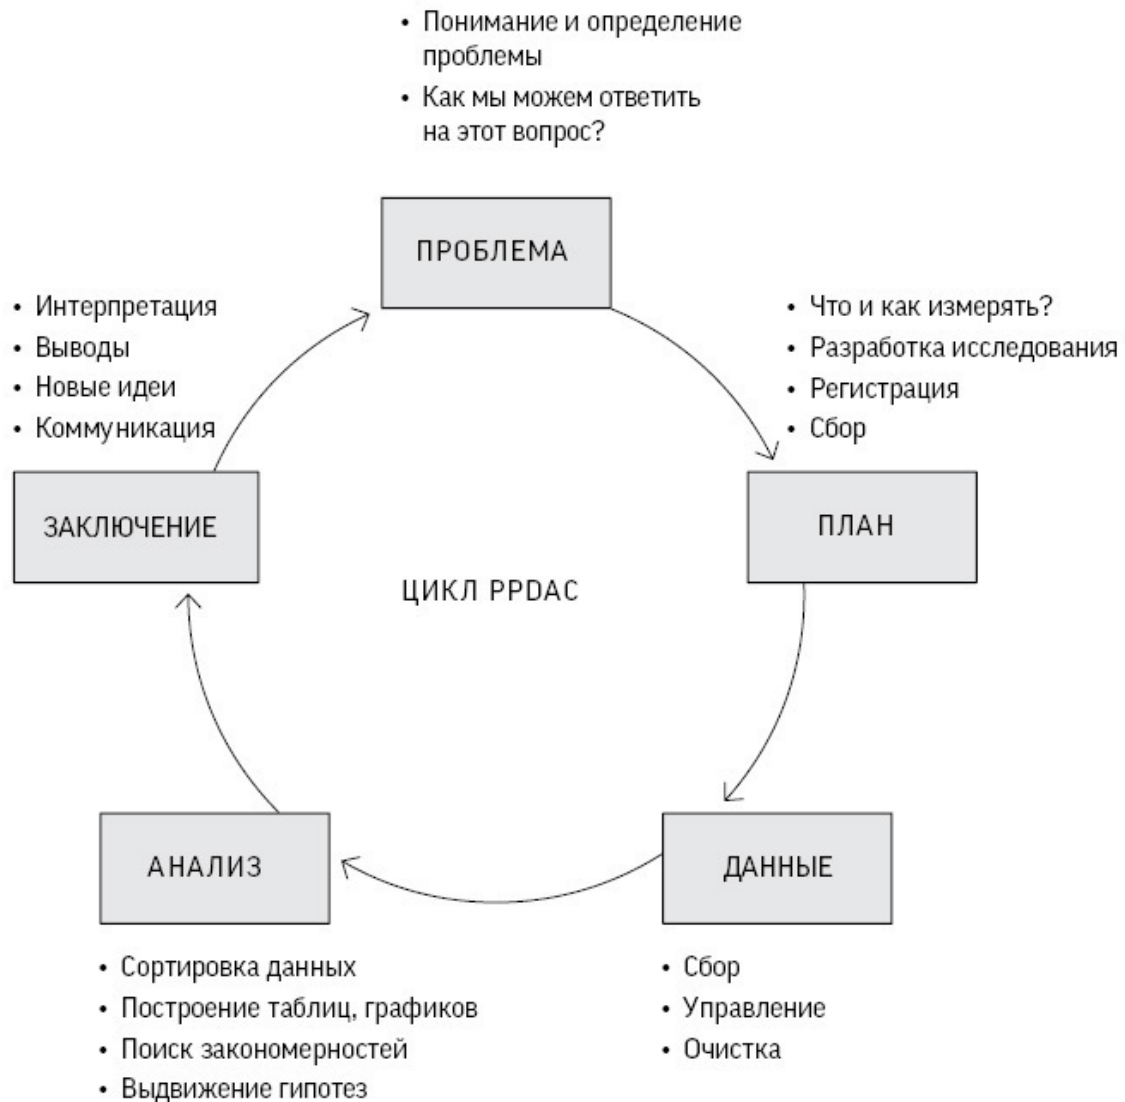 • Понимание и определение
проблемы
• Как мы можем ответить
на этот вопрос?
ПРОБЛЕМА
• Что и как измерять?
• Разработка исследования
• Регистрация
• Сбор
ПЛАН
ДАННЫЕ
• Сбор
• Управление
• Очистка
АНАЛИЗ
• Сортировка данных
• Построение таблиц, графиков
• Поиск закономерностей
• Выдвижение гипотез
• Интерпретация
• Выводы
• Новые идеи
• Коммуникация
ЗАКЛЮЧЕНИЕ
ЦИКЛ PPDAC